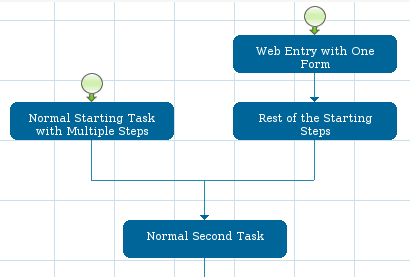 Web Entry with One
Form
Normal Starting Task
with Multiple Steps
Rest of the Starting
Steps
Normal Second Task